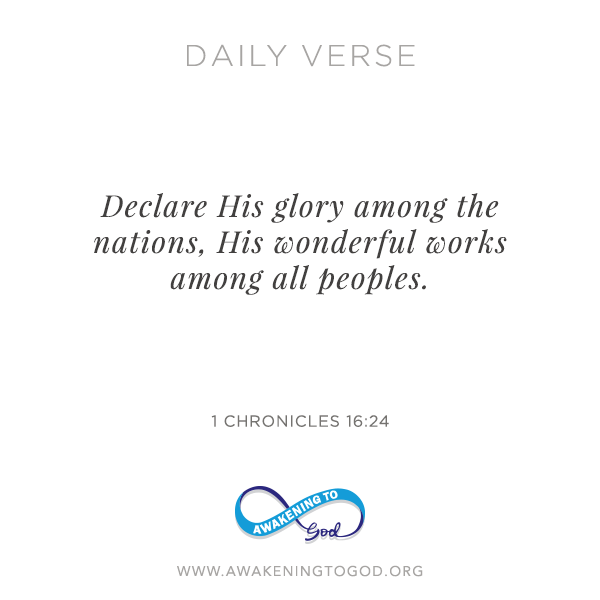 DAILY VERSE
Declare His glory among the
nations, His wonderful works
among all peoples.
1 CHRONICLES 16:24
AWAKENING TO
God
WWW.AWAKENINGTOGOD.ORG